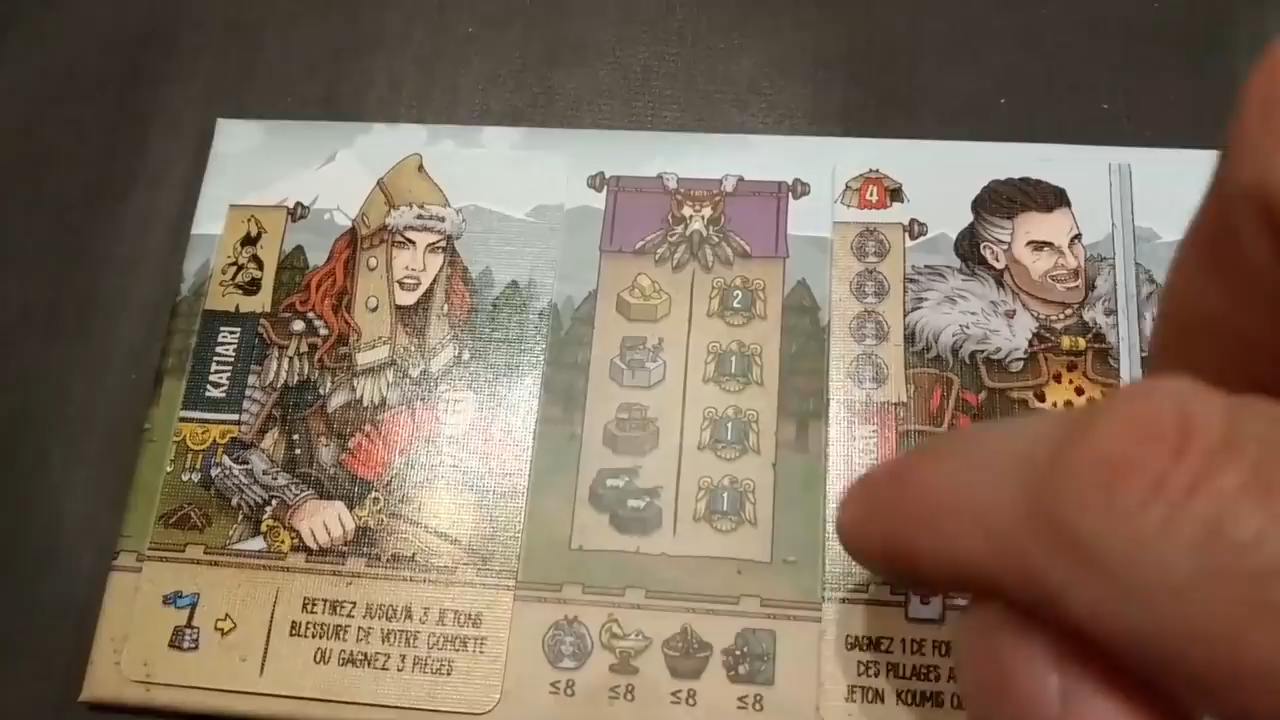 KATIARI
RETIREZ JUSQU'À 3 JETONS
BLESSURE DE VOTRE COHORTE
OU GAGNEZ 3 PIÈCES
2
1
1
1
≤8
≤8
≤8
≤8
4
GAGNEZ 1 DE
DES PILLAGES
JETON KOUMIS